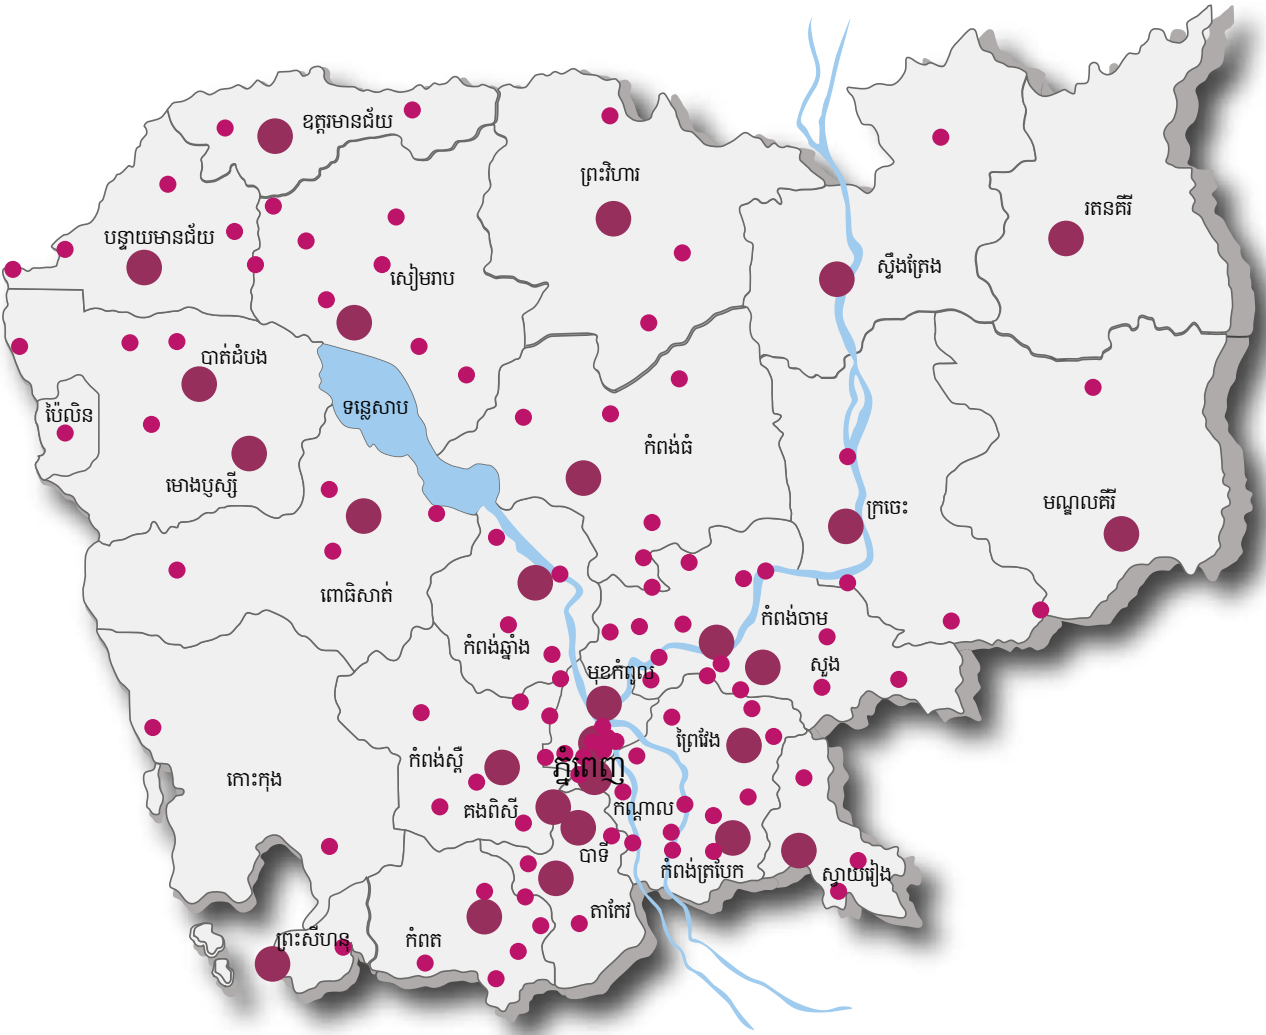 ឧត្តរមានជ័យ
ព្រះវិហារ
រតនគីរី
បន្ទាយមានជ័យ
សៀមរាប
ស្ទឹងត្រែង
បាត់ដំបង
ទន្លេសាប
ប៉ៃលិន
កំពង់ធំ
មោងឫស្សី
ក្រចេះ
មណ្ឌលគីរី
ពោធិសាត់
កំពង់ចាម
កំពង់ឆ្នាំង
សួង
មុខកំពូល
ព្រៃវែង
កំពង់ស្ពឺ
ភ្នំពេញ
កោះកុង
គងពិសី
កណ្ដាល
បាទី
កំពង់ត្របែក
ស្វាយរៀង
តាកែវ
ព្រះសីហនុ
កំពត